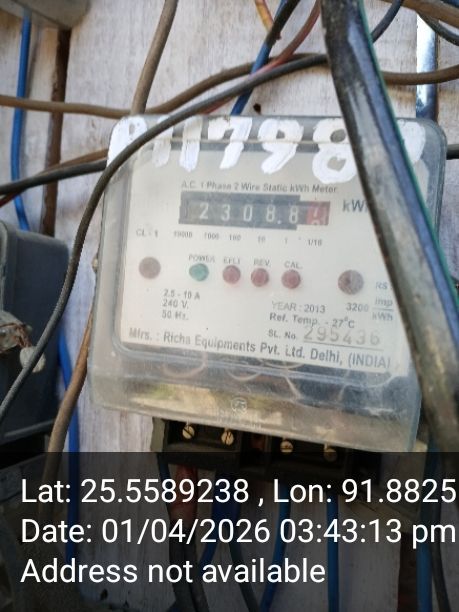 A.C. 1 Phase 2 Wire Static kWh Meter
2308.8
CL - 1 10000 1000 100 10 1 1/10
POWER EFLT REV. CAL.
2.5 - 10 A
240 V.
50 Hz.
YEAR : 2013
Ref. Temp. - 27°C
3200 imp/kWh
SL. No. 295436
Mfrs. : Richa Equipments Pvt. Ltd. Delhi, (INDIA)
Lat: 25.5589238 , Lon: 91.8825
Date: 01/04/2026 03:43:13 pm
Address not available